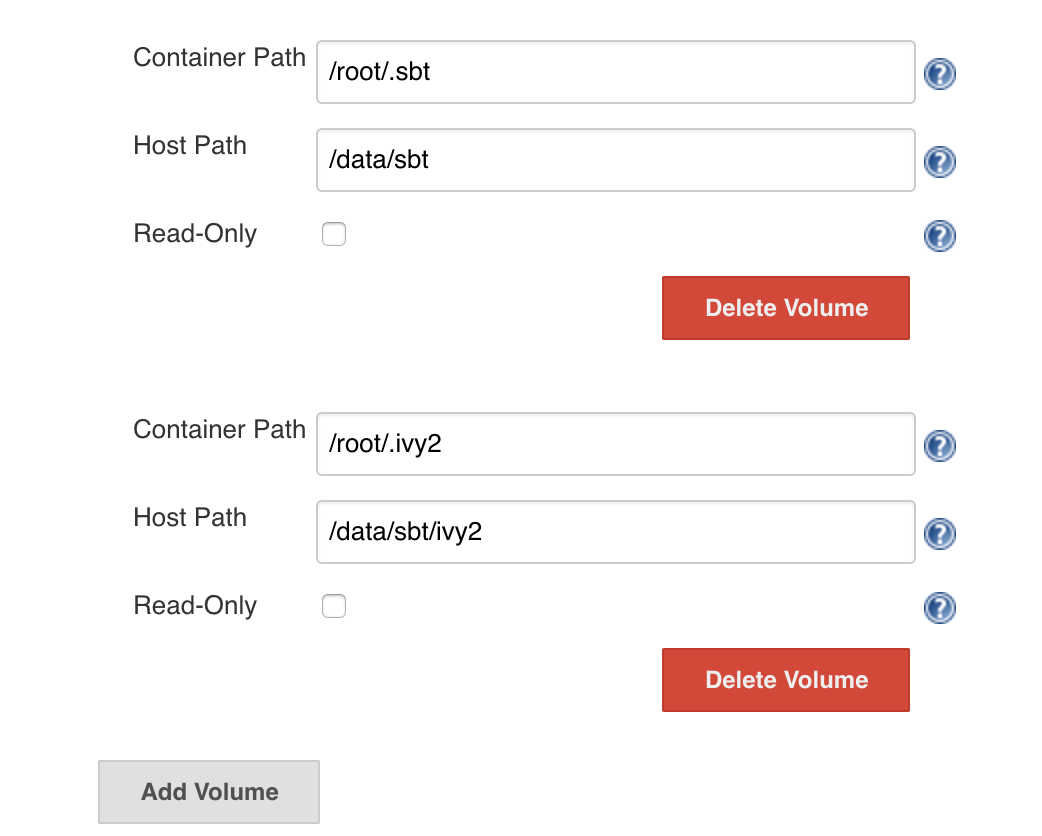 Container Path /root/.sbt ?
Host Path /data/sbt ?
Read-Only ?
Delete Volume
Container Path /root/.ivy2 ?
Host Path /data/sbt/ivy2 ?
Read-Only ?
Delete Volume
Add Volume